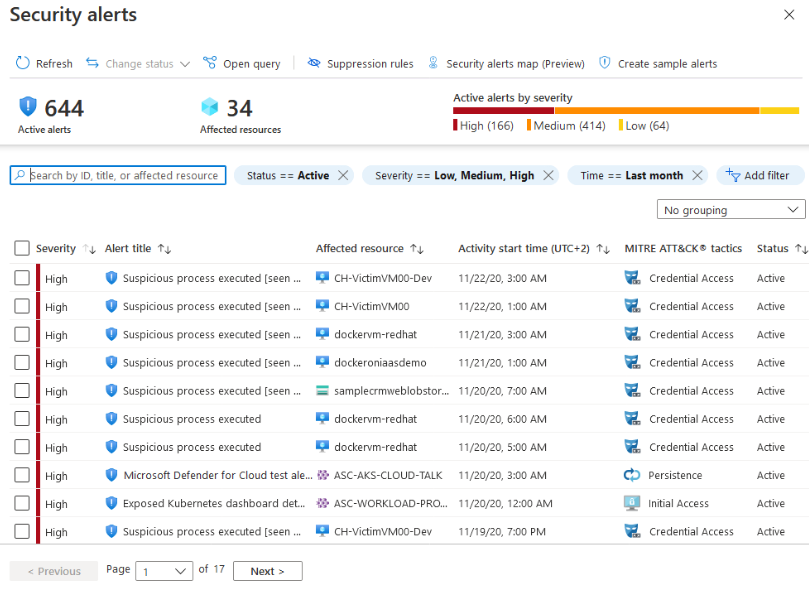 Security alerts
Refresh Change status Open query Suppression rules Security alerts map (Preview) Create sample alerts
644
Active alerts
34
Affected resources
Active alerts by severity
High (166) Medium (414) Low (64)
Search by ID, title, or affected resource Status == Active Severity == Low, Medium, High Time == Last month Add filter
No grouping
Severity Alert title Affected resource Activity start time (UTC+2) MITRE ATT&CK® tactics Status
High Suspicious process executed [seen ... CH-VictimVM00-Dev 11/22/20, 3:00 AM Credential Access Active
High Suspicious process executed [seen ... CH-VictimVM00 11/22/20, 1:00 AM Credential Access Active
High Suspicious process executed [seen ... dockervm-redhat 11/21/20, 3:00 AM Credential Access Active
High Suspicious process executed [seen ... dockeroniaasdemo 11/21/20, 1:00 AM Credential Access Active
High Suspicious process executed [seen ... samplecrmweblobstor... 11/20/20, 7:00 AM Credential Access Active
High Suspicious process executed dockervm-redhat 11/20/20, 6:00 AM Credential Access Active
High Suspicious process executed dockervm-redhat 11/20/20, 5:00 AM Credential Access Active
High Microsoft Defender for Cloud test ale... ASC-AKS-CLOUD-TALK 11/20/20, 3:00 AM Persistence Active
High Exposed Kubernetes dashboard det... ASC-WORKLOAD-PRO... 11/20/20, 12:00 AM Initial Access Active
High Suspicious process executed [seen ... CH-VictimVM00-Dev 11/19/20, 7:00 PM Credential Access Active
< Previous Page 1 of 17 Next >